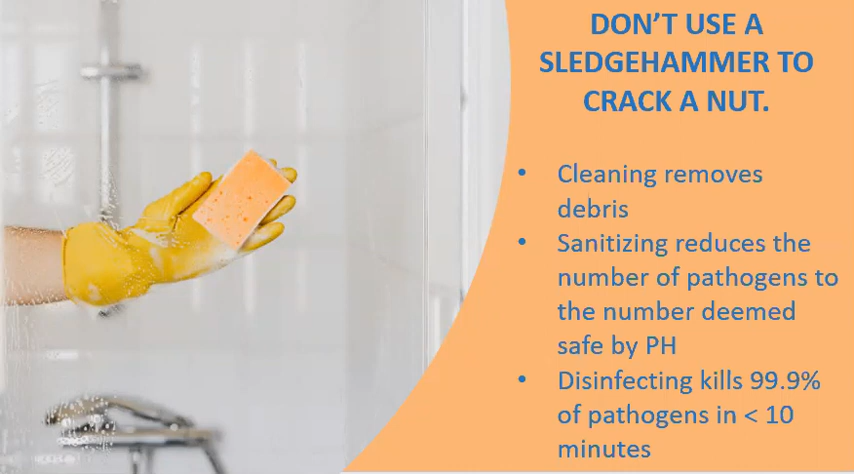 DON'T USE A
SLEDGEHAMMER TO
CRACK A NUT.
• Cleaning removes
debris
• Sanitizing reduces the
number of pathogens to
the number deemed
safe by PH
• Disinfecting kills 99.9%
of pathogens in < 10
minutes